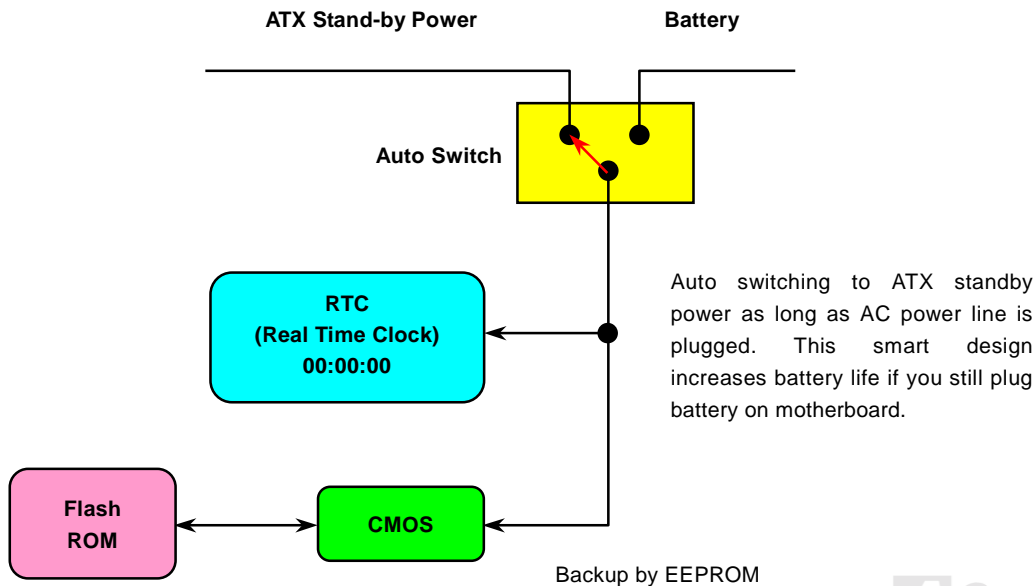 ATX Stand-by Power
Battery
Auto Switch
RTC
(Real Time Clock)
00:00:00
Auto switching to ATX standby
power as long as AC power line is
plugged. This smart design
increases battery life if you still plug
battery on motherboard.
Flash
ROM
CMOS
Backup by EEPROM